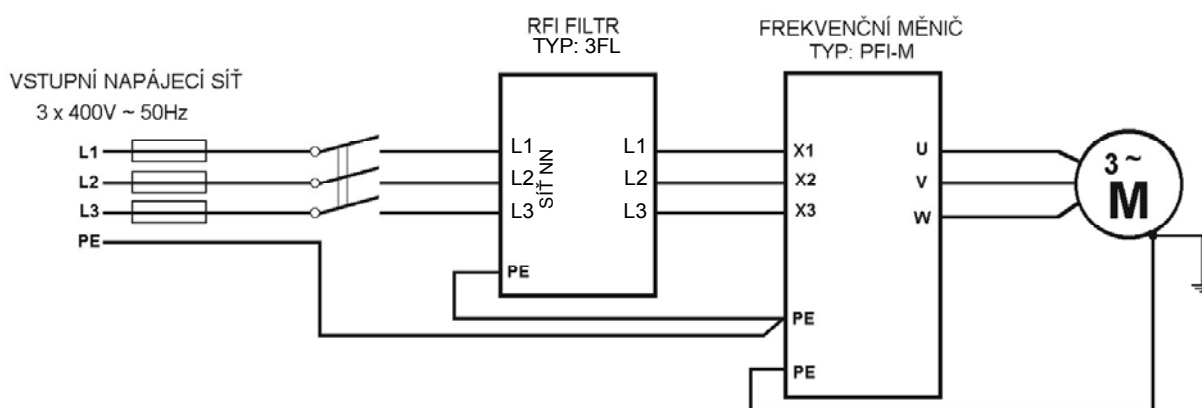 RFI FILTR
TYP: 3FL
FREKVENČNÍ MĚNIČ
TYP: PFI-M
VSTUPNÍ NAPÁJECÍ SÍŤ
3 x 400V ~ 50Hz
L1
L2
L3
PE
L1
L2
L3
SÍŤ NN
L1
L2
L3
PE
X1
X2
X3
U
V
W
PE
PE
3 ~
M